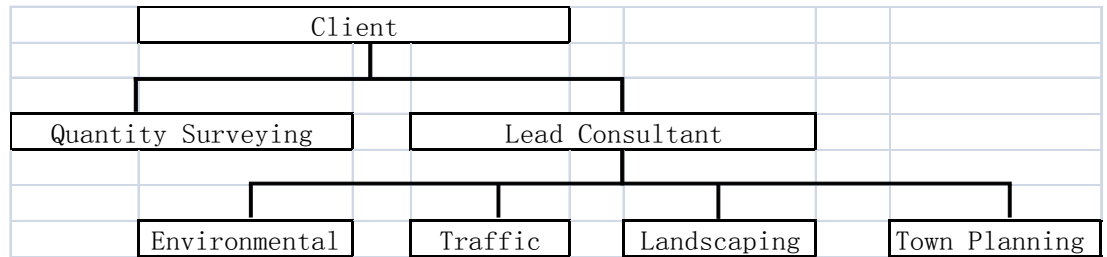 Client
Quantity Surveying
Lead Consultant
Environmental
Traffic
Landscaping
Town Planning